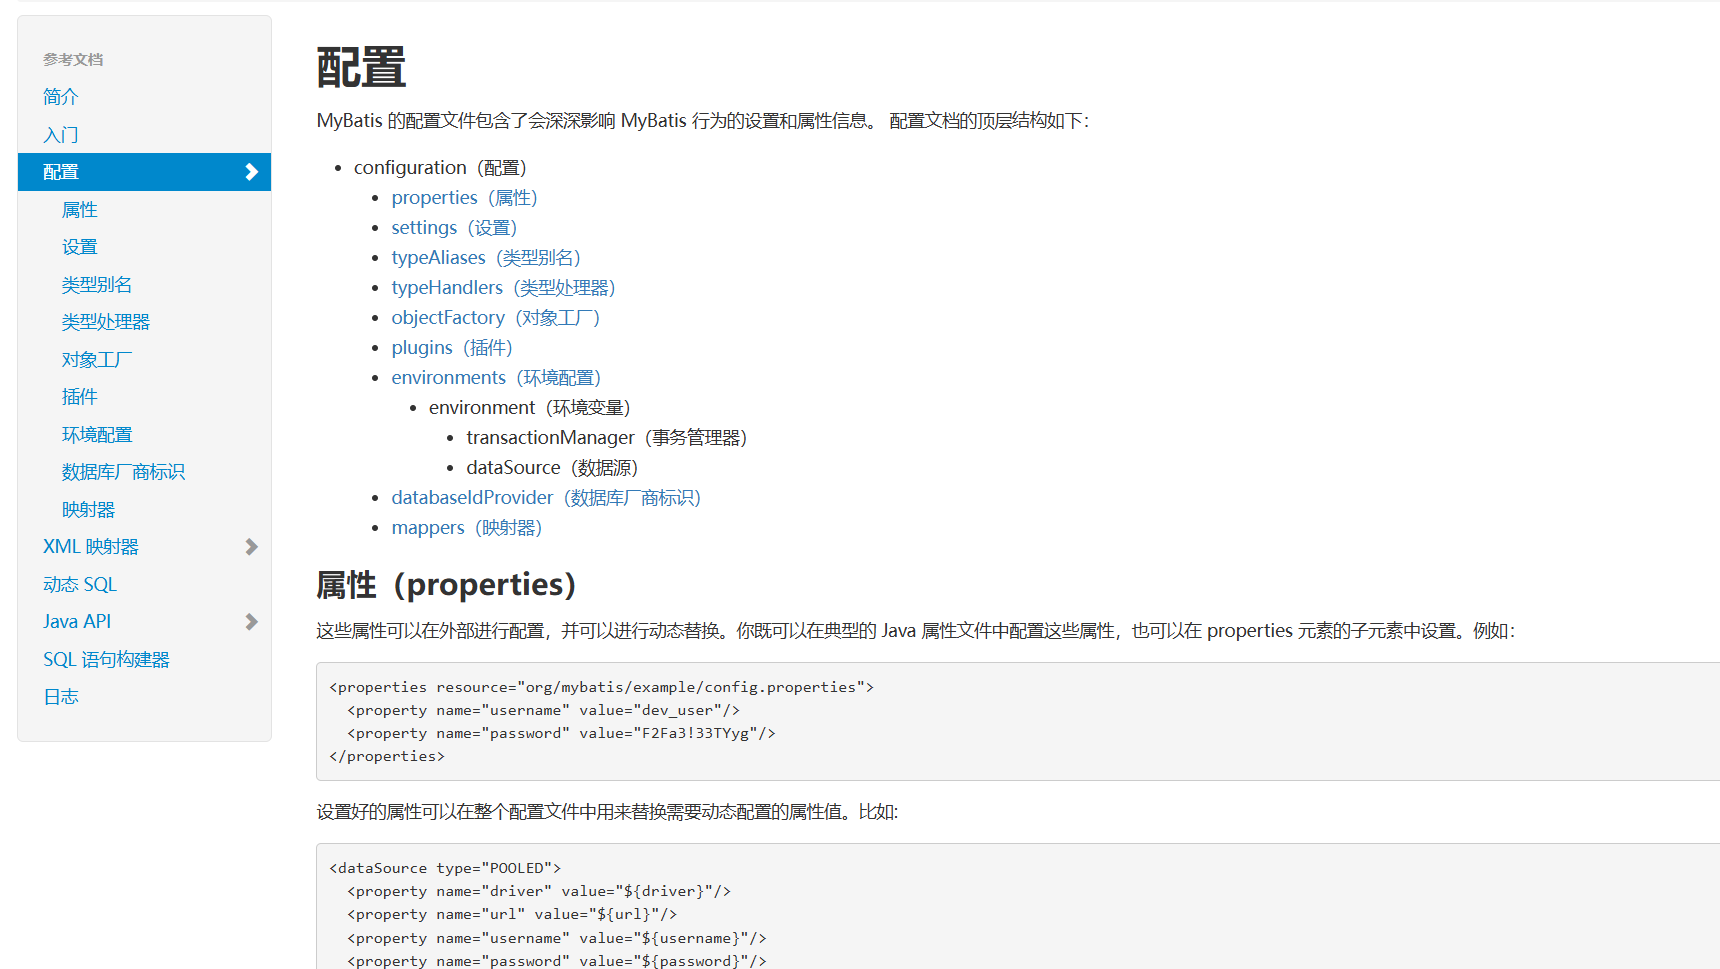 参考文档
简介
入门
配置
属性
设置
类型别名
类型处理器
对象工厂
插件
环境配置
数据库厂商标识
映射器
XML 映射器
动态 SQL
Java API
SQL 语句构建器
日志
配置
MyBatis 的配置文件包含了会深深影响 MyBatis 行为的设置和属性信息。 配置文档的顶层结构如下：
configuration（配置）
properties（属性）
settings（设置）
typeAliases（类型别名）
typeHandlers（类型处理器）
objectFactory（对象工厂）
plugins（插件）
environments（环境配置）
environment（环境变量）
transactionManager（事务管理器）
dataSource（数据源）
databaseIdProvider（数据库厂商标识）
mappers（映射器）
属性（properties）
这些属性可以在外部进行配置，并可以进行动态替换。你既可以在典型的 Java 属性文件中配置这些属性，也可以在 properties 元素的子元素中设置。例如：
<properties resource="org/mybatis/example/config.properties">
  <property name="username" value="dev_user"/>
  <property name="password" value="F2Fa3!33TYyg"/>
</properties>
设置好的属性可以在整个配置文件中用来替换需要动态配置的属性值。比如:
<dataSource type="POOLED">
  <property name="driver" value="${driver}"/>
  <property name="url" value="${url}"/>
  <property name="username" value="${username}"/>
  <property name="password" value="${password}"/>